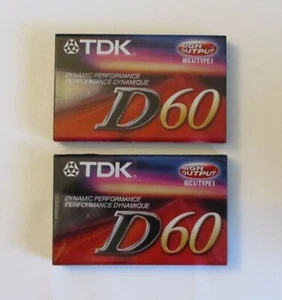 TDK
HIGH
OUTPUT
IEC I/TYPE I
DYNAMIC PERFORMANCE
PERFORMANCE DYNAMIQUE
D60
TDK
HIGH
OUTPUT
IEC I/TYPE I
DYNAMIC PERFORMANCE
PERFORMANCE DYNAMIQUE
D60